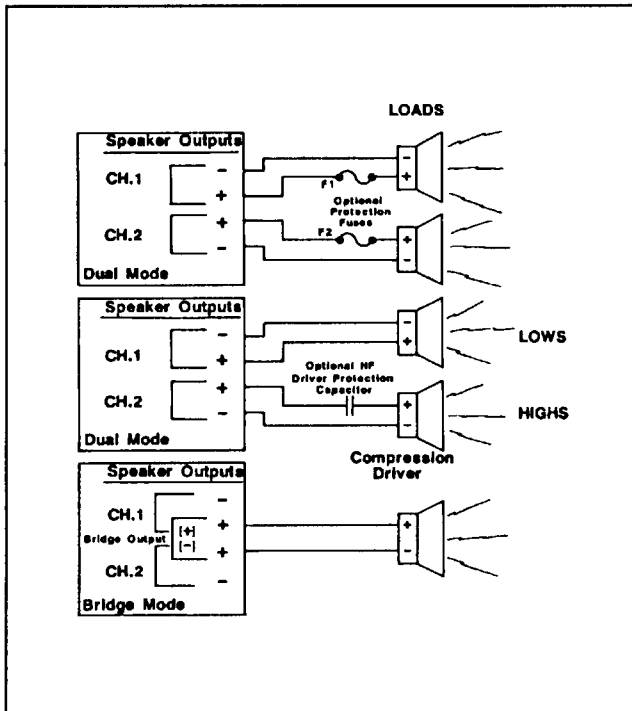 LOADS
Speaker Outputs
CH.1
-
+
CH.2
+
-
Dual Mode
F1
Optional
Protection
Fuses
F2
-
+
+
-
Speaker Outputs
CH.1
-
+
CH.2
+
-
Dual Mode
Optional HF
Driver Protection
Capacitor
-
+
LOWS
+
-
HIGHS
Compression
Driver
Speaker Outputs
CH.1
-
+
Bridge Output
[+]
[-]
+
CH.2
-
Bridge Mode
+
-